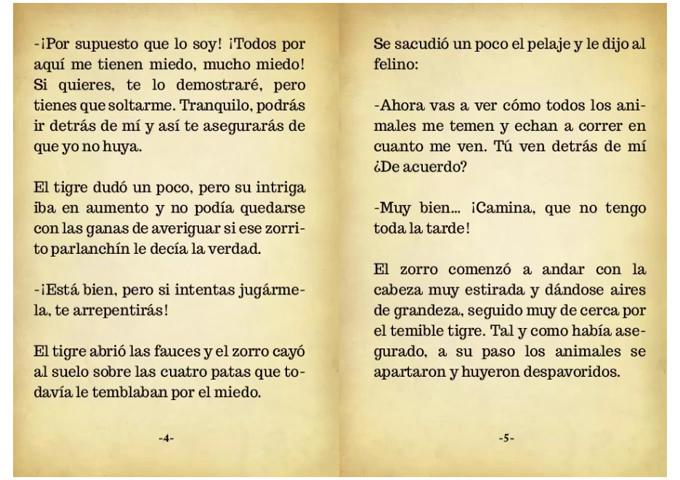 -¡Por supuesto que lo soy! ¡Todos por
aquí me tienen miedo, mucho miedo!
Si quieres, te lo demostraré, pero
tienes que soltarme. Tranquilo, podrás
ir detrás de mí y así te asegurarás de
que yo no huya.
El tigre dudó un poco, pero su intriga
iba en aumento y no podía quedarse
con las ganas de averiguar si ese zorri-
to parlanchín le decía la verdad.
-¡Está bien, pero si intentas jugárme-
la, te arrepentirás!
El tigre abrió las fauces y el zorro cayó
al suelo sobre las cuatro patas que to-
davía le temblaban por el miedo.
-4-
Se sacudió un poco el pelaje y le dijo al
felino:
-Ahora vas a ver cómo todos los ani-
males me temen y echan a correr en
cuanto me ven. Tú ven detrás de mí
¿De acuerdo?
-Muy bien... ¡Camina, que no tengo
toda la tarde!
El zorro comenzó a andar con la
cabeza muy estirada y dándose aires
de grandeza, seguido muy de cerca por
el temible tigre. Tal y como había ase-
gurado, a su paso los animales se
apartaron y huyeron despavoridos.
-5-